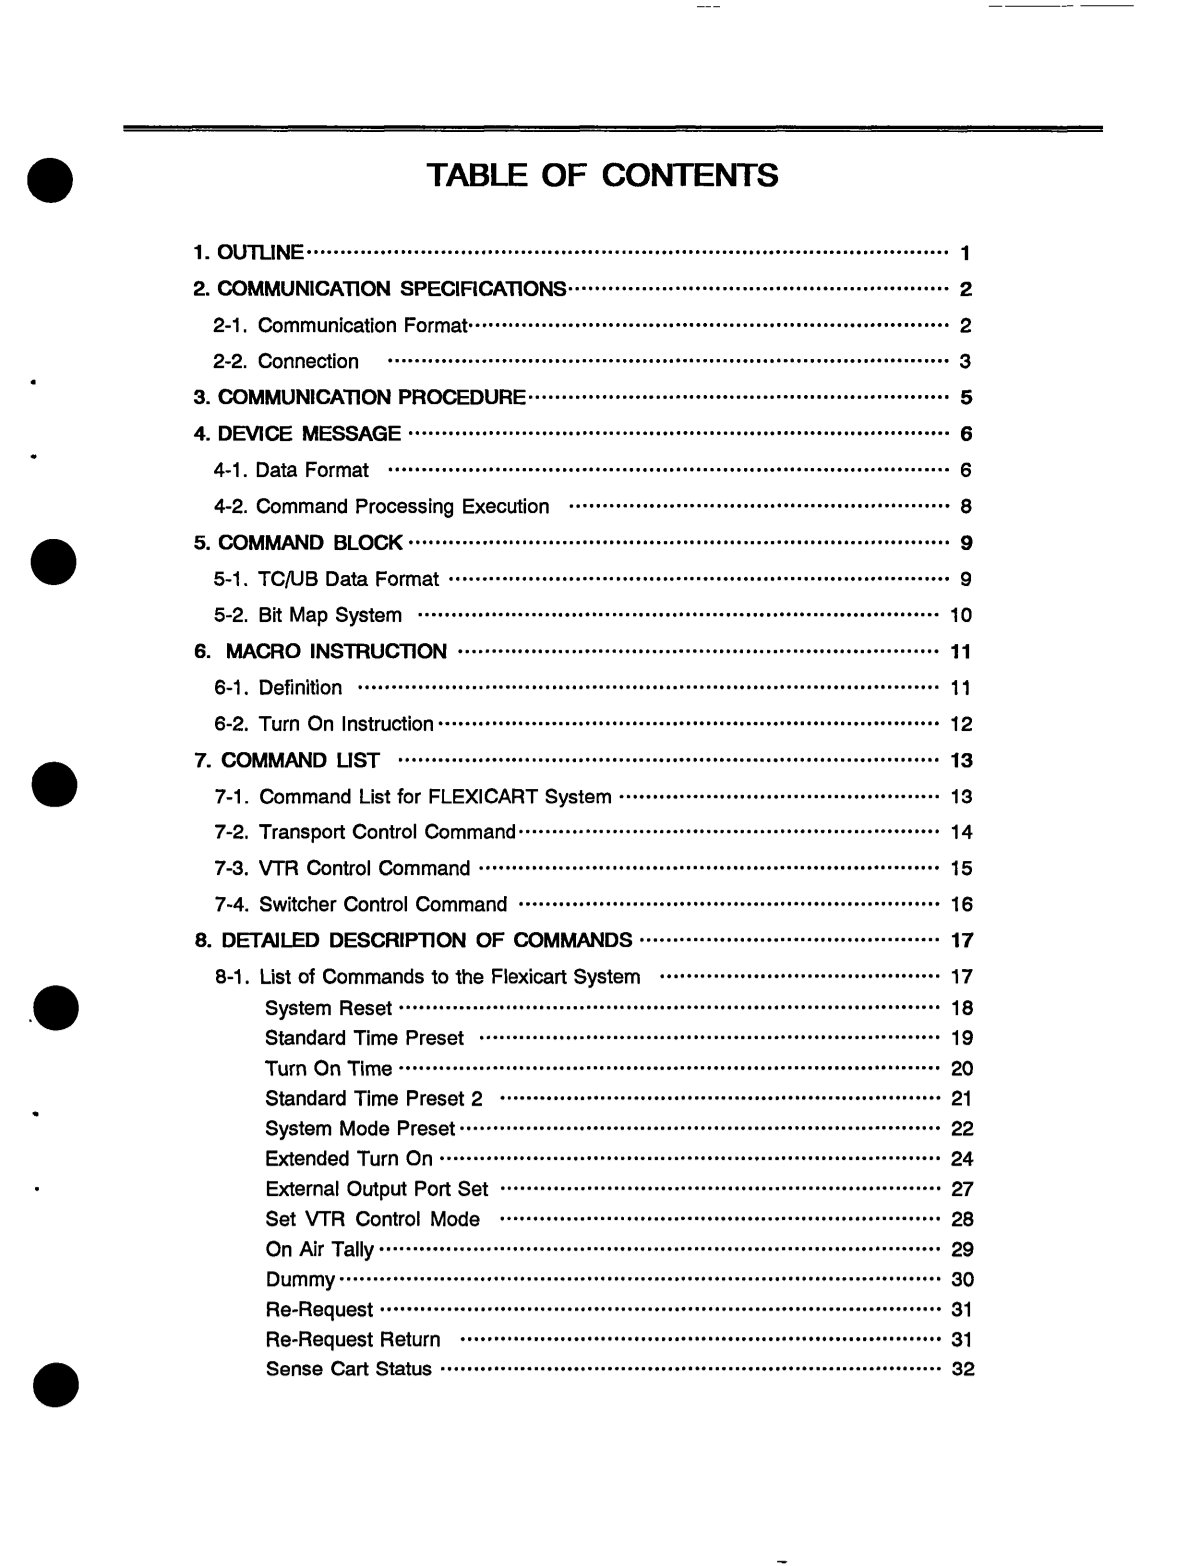 TABLE OF CONTENTS
1. OUTLINE 1
2. COMMUNICATION SPECIFICATIONS 2
2-1. Communication Format 2
2-2. Connection 3
3. COMMUNICATION PROCEDURE 5
4. DEVICE MESSAGE 6
4-1. Data Format 6
4-2. Command Processing Execution 8
5. COMMAND BLOCK 9
5-1. TC/UB Data Format 9
5-2. Bit Map System 10
6. MACRO INSTRUCTION 11
6-1. Definition 11
6-2. Turn On Instruction 12
7. COMMAND LIST 13
7-1. Command List for FLEXICART System 13
7-2. Transport Control Command 14
7-3. VTR Control Command 15
7-4. Switcher Control Command 16
8. DETAILED DESCRIPTION OF COMMANDS 17
8-1. List of Commands to the Flexicart System 17
System Reset 18
Standard Time Preset 19
Turn On Time 20
Standard Time Preset 2 21
System Mode Preset 22
Extended Turn On 24
External Output Port Set 27
Set VTR Control Mode 28
On Air Tally 29
Dummy 30
Re-Request 31
Re-Request Return 31
Sense Cart Status 32